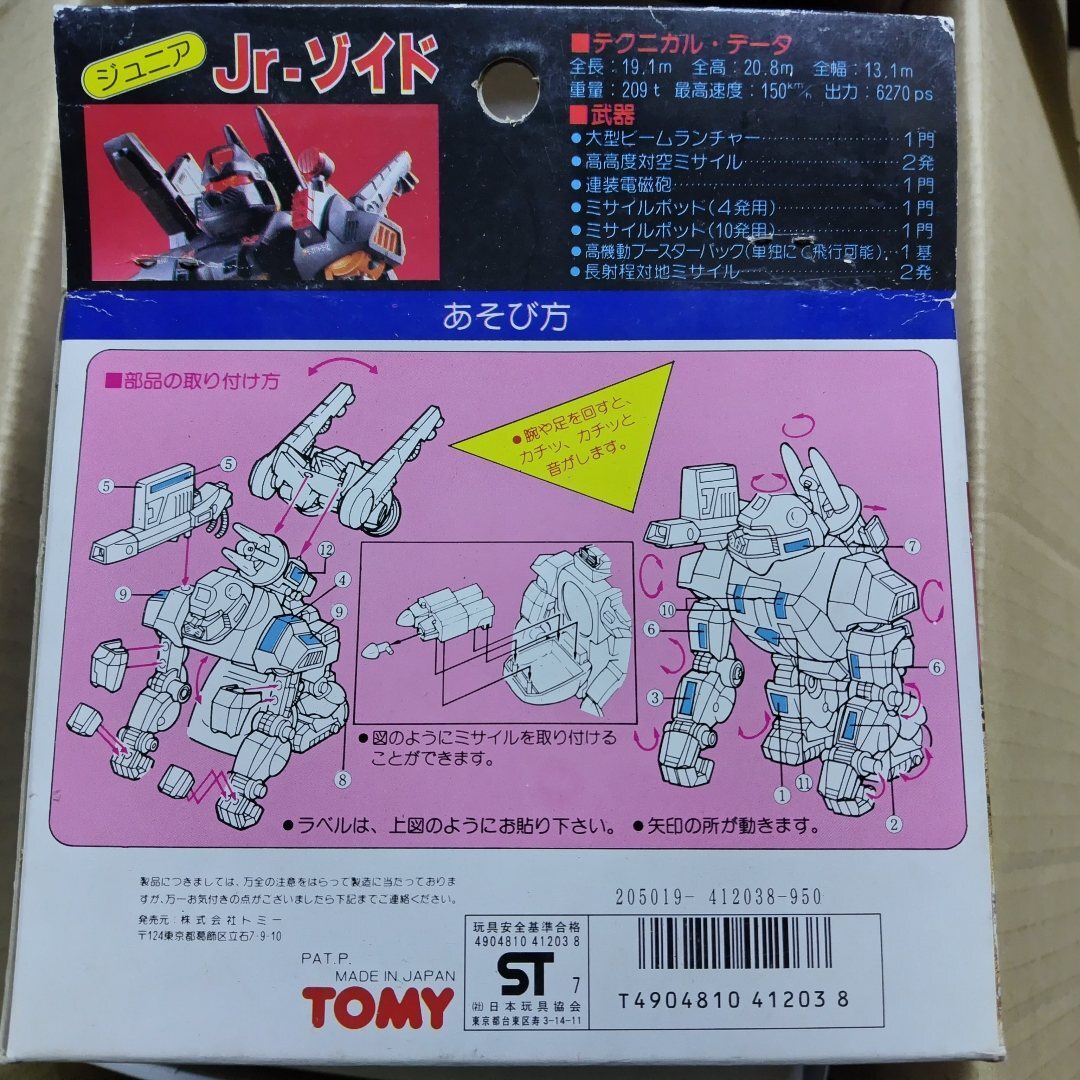 ジュニア
Jr-ゾイド
■テクニカル・データ
全長:19.1m 全高:20.8m 全幅:13.1m
重量:209t 最高速度:150km/h 出力:6270ps
■武器
●大型ビームランチャー……………1門
●高高度対空ミサイル……………2発
●連装電磁砲……………1門
●ミサイルポッド(4発用)……………1門
●ミサイルポッド(10発用)……………1門
●高機動ブースターパック(単独にて飛行可能)…1基
●長射程対地ミサイル……………2発
あそび方
■部品の取り付け方
●腕や足を回すと、
カチッ、カチッと
音がします。
⑤
⑤
⑫
④
⑨
⑨
⑧
⑦
⑩
⑥
⑥
③
①
⑪
②
●図のようにミサイルを取り付ける
ことができます。
●ラベルは、上図のようにお貼り下さい。 ●矢印の所が動きます。
製品につきましては、万全の注意をはらって製造に当たっておりま
すが、万一お気付きの点がございましたら下記までご連絡ください。
発売元:株式会社トミー
〒124東京都葛飾区立石7-9-10
PAT.P.
MADE IN JAPAN
TOMY
玩具安全基準合格
4904810 41203 8
ST 7
(社)日本玩具協会
東京都台東区寿3-14-11
205019- 412038-950
T4904810 41203 8